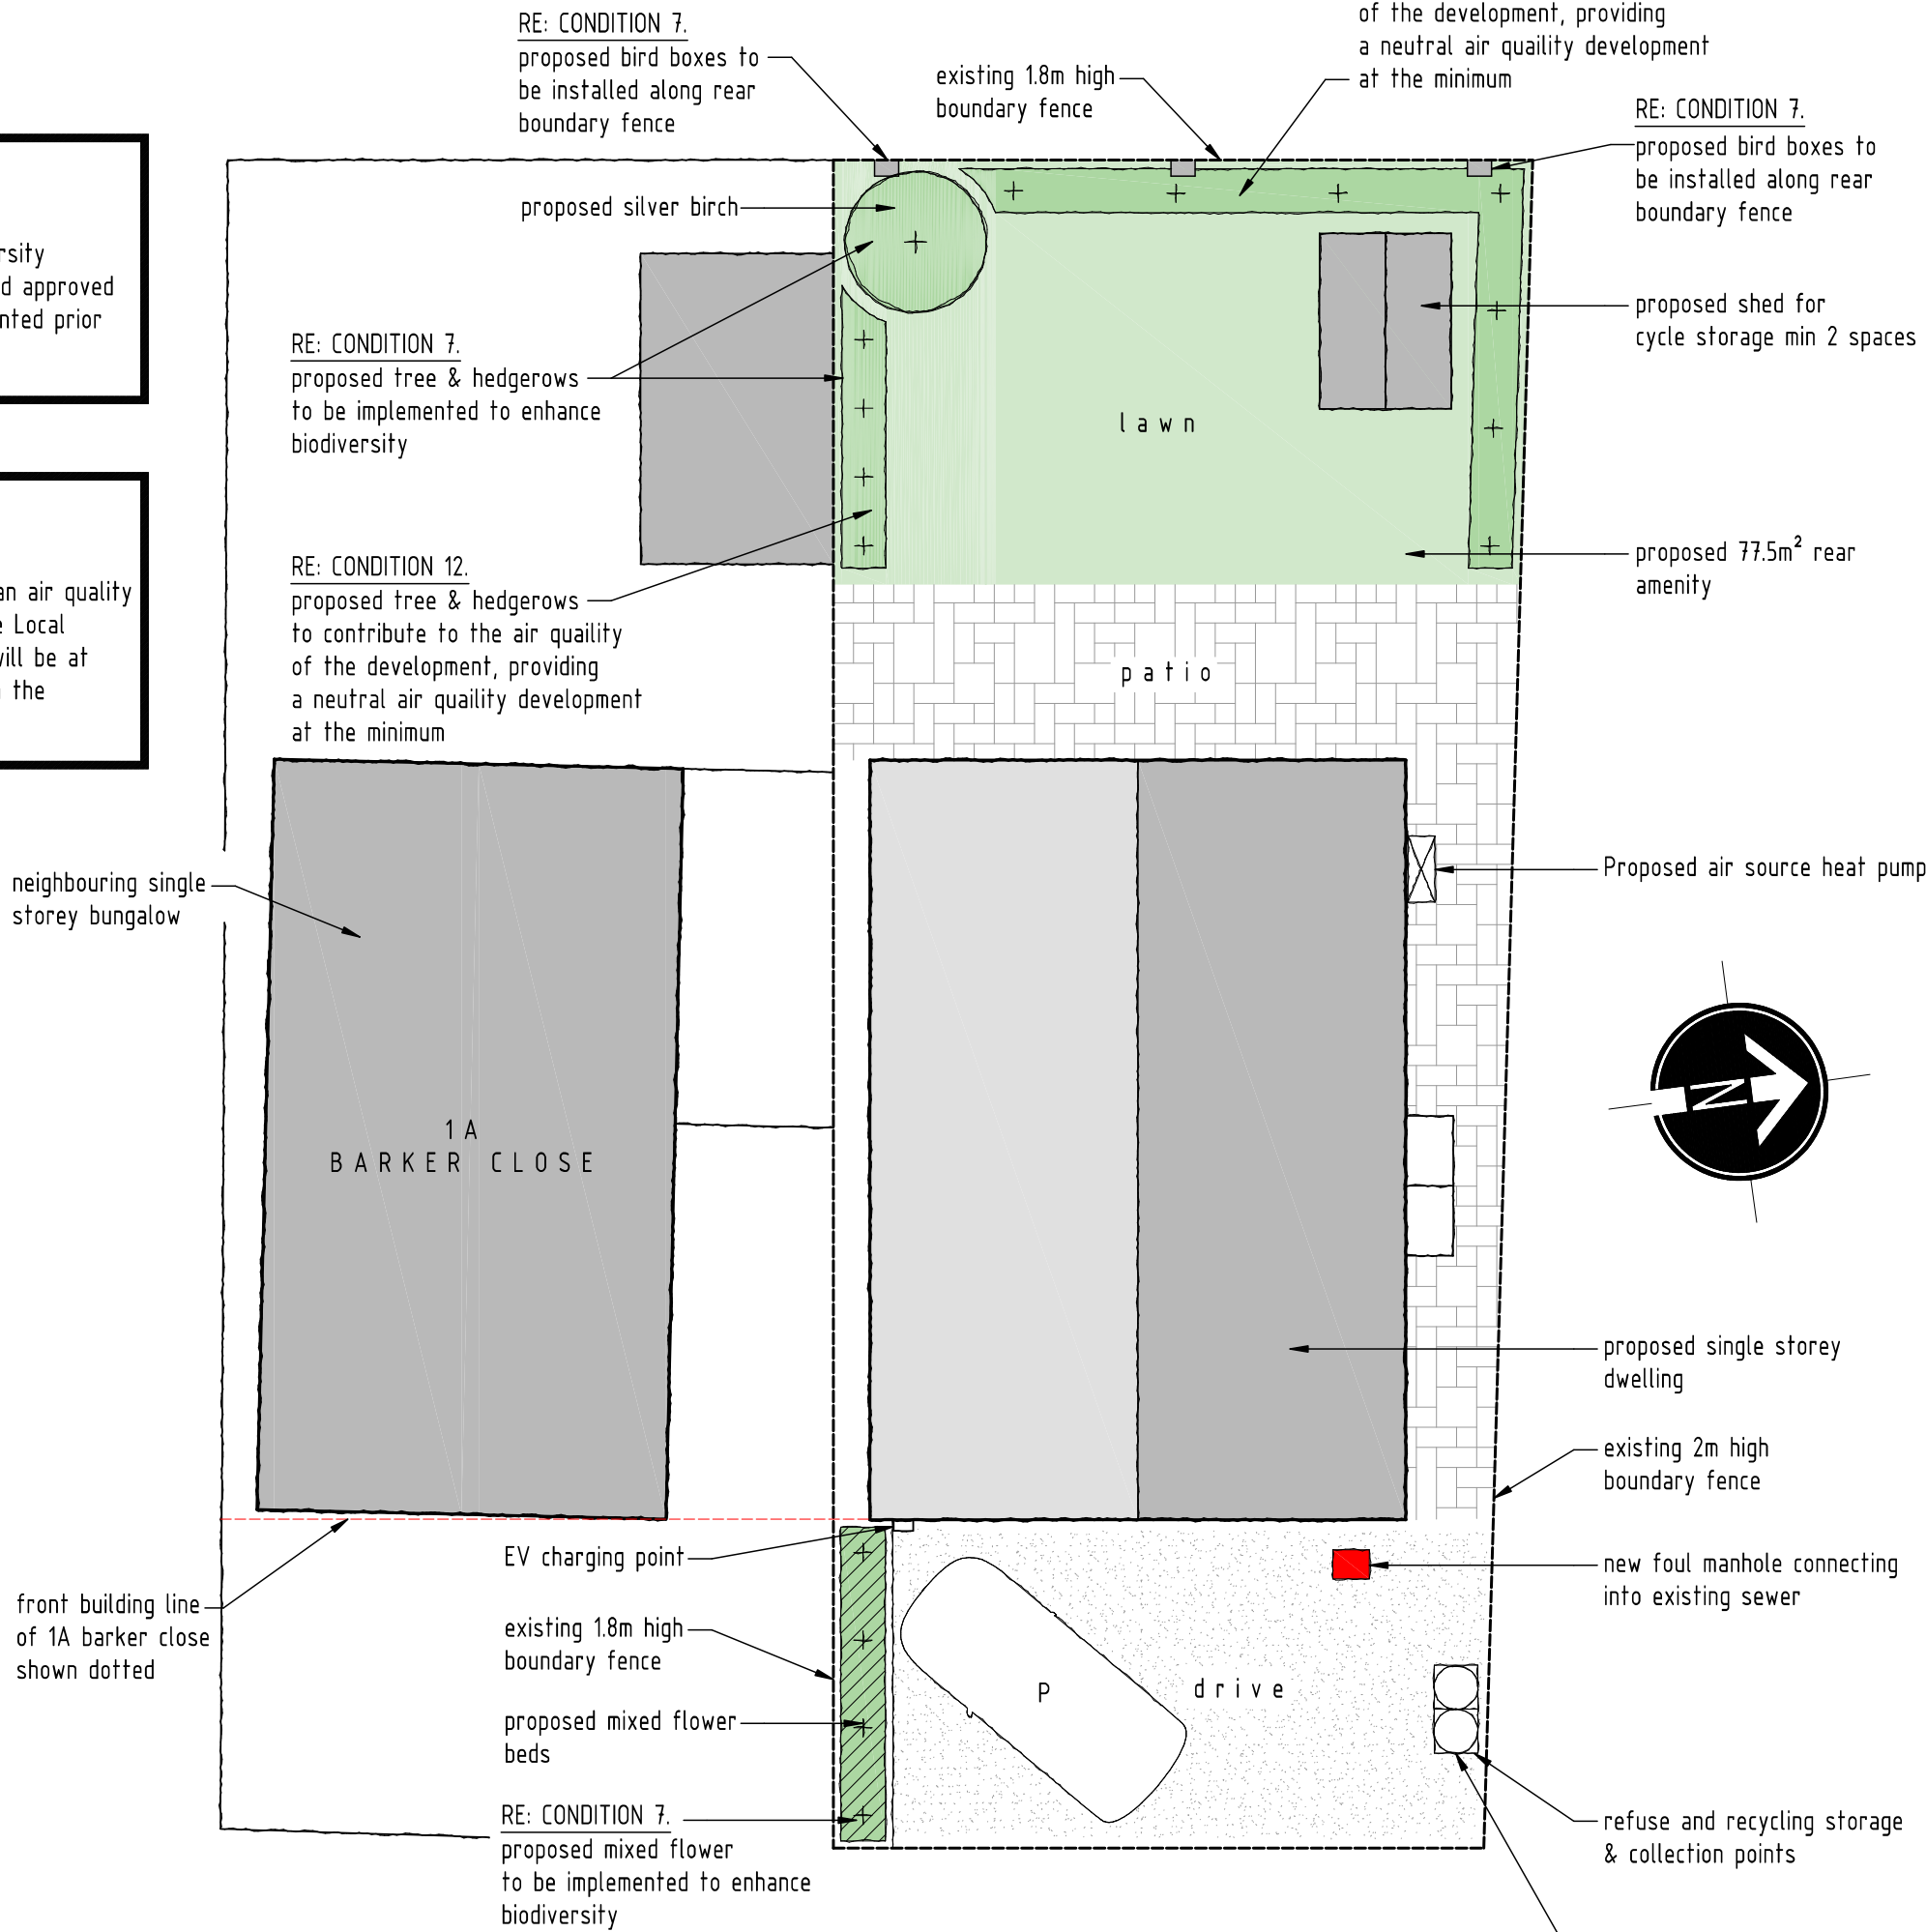 RE: CONDITION 7.
proposed bird boxes to
be installed along rear
boundary fence
existing 1.8m high
boundary fence
of the development, providing
a neutral air quaility development
at the minimum
RE: CONDITION 7.
proposed bird boxes to
be installed along rear
boundary fence
proposed silver birch
d approved
nted prior
proposed shed for
cycle storage min 2 spaces
RE: CONDITION 7.
proposed tree & hedgerows
to be implemented to enhance
biodiversity
lawn
RE: CONDITION 12.
proposed tree & hedgerows
to contribute to the air quaility
of the development, providing
a neutral air quaility development
at the minimum
proposed 77.5m² rear
amenity
an air quality
e Local
will be at
the
patio
neighbouring single
storey bungalow
Proposed air source heat pump
N
1A
BARKER CLOSE
proposed single storey
dwelling
existing 2m high
boundary fence
EV charging point
new foul manhole connecting
into existing sewer
front building line
of 1A barker close
shown dotted
existing 1.8m high
boundary fence
P
drive
proposed mixed flower
beds
RE: CONDITION 7.
proposed mixed flower
to be implemented to enhance
biodiversity
refuse and recycling storage
& collection points